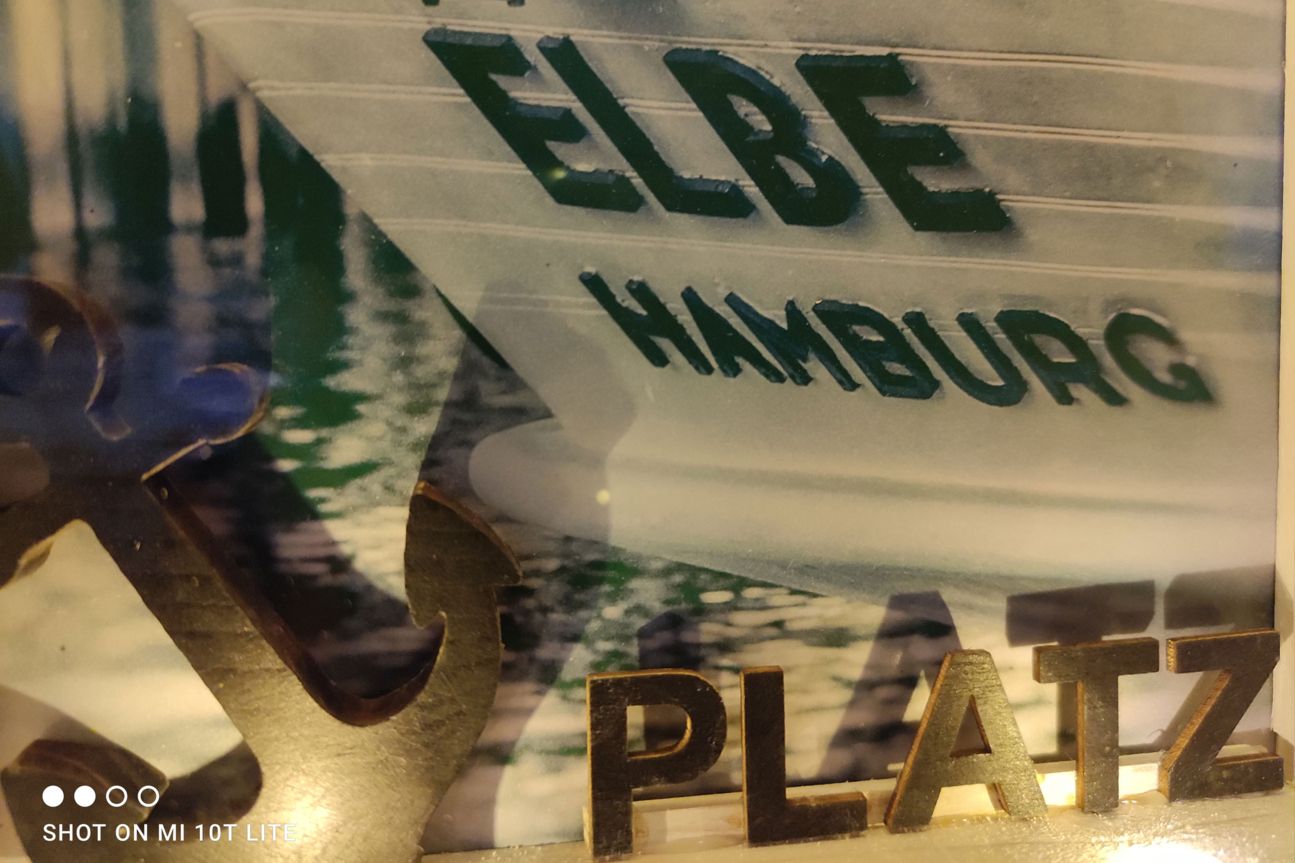 ELBE
HAMBURG
PLATZ
SHOT ON MI 10T LITE